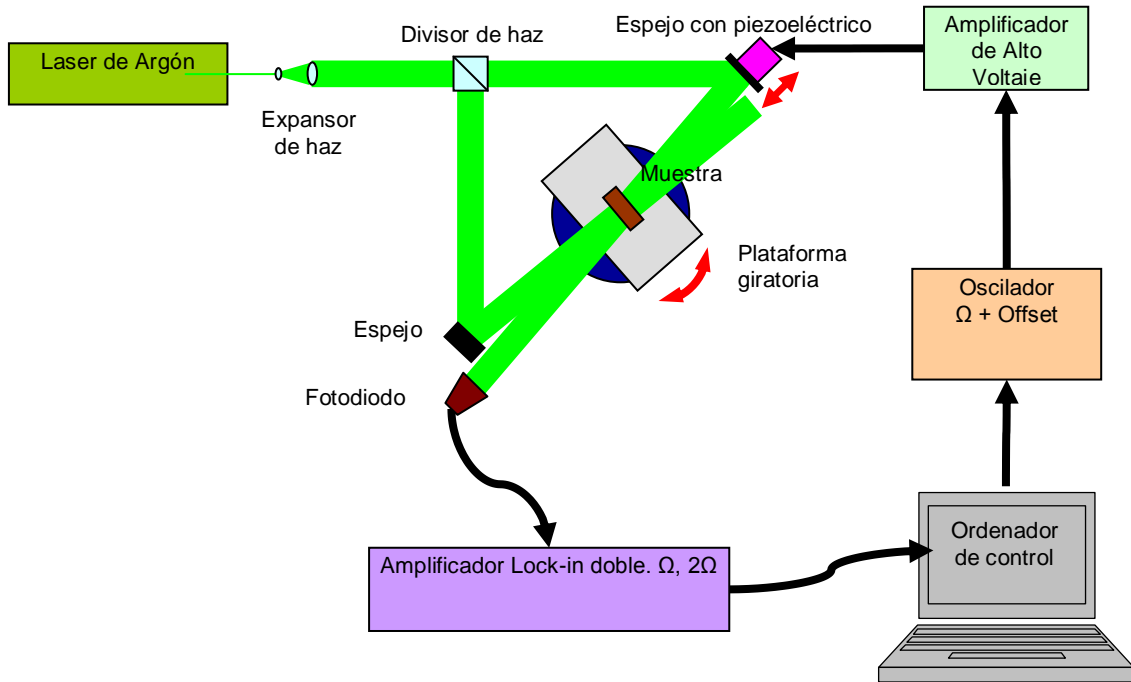 Espejo con piezoeléctrico
Amplificador
de Alto
Voltaie
Divisor de haz
Laser de Argón
Expansor
de haz
Muestra
Plataforma
giratoria
Oscilador
Ω + Offset
Espejo
Fotodiodo
Amplificador Lock-in doble. Ω, 2Ω
Ordenador
de control